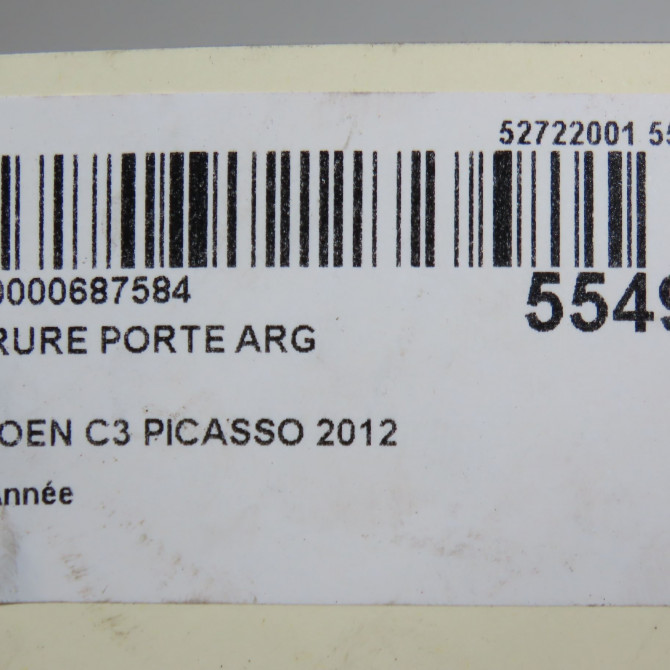 52722001 55
0000687584
5549
RURE PORTE ARG
OEN C3 PICASSO 2012
Année